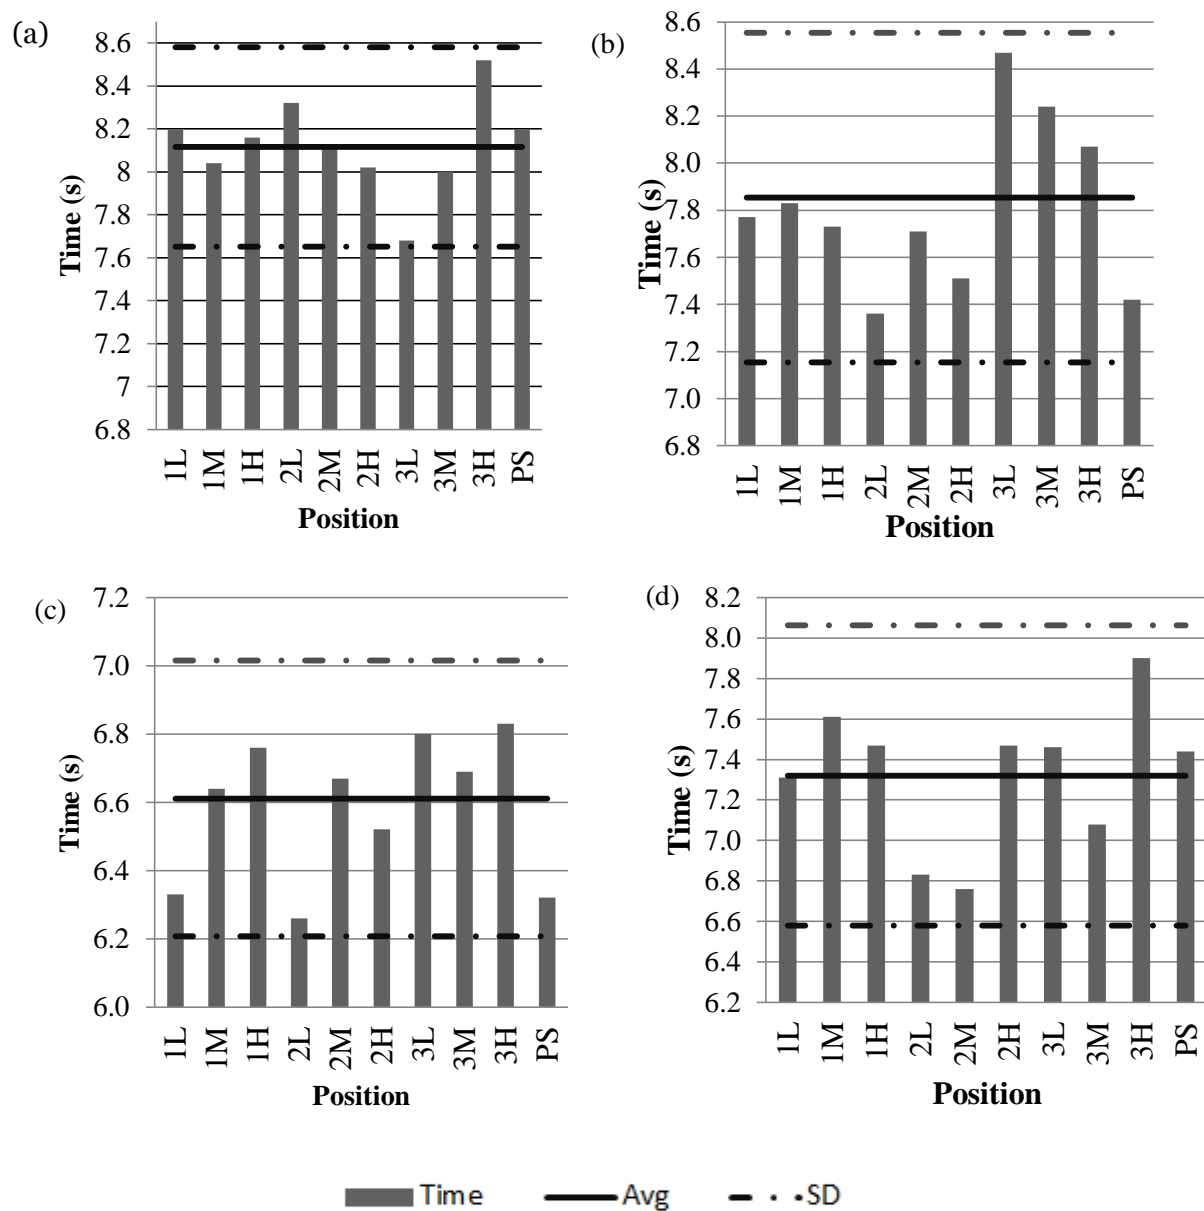 (a)
8.6
8.4
8.2
8
7.8
7.6
7.4
7.2
7
6.8
Time (s)
1L 1M 1H 2L 2M 2H 3L 3M 3H PS
Position
(b)
8.6
8.4
8.2
8.0
7.8
7.6
7.4
7.2
7.0
6.8
Time (s)
1L 1M 1H 2L 2M 2H 3L 3M 3H PS
Position
(c)
7.2
7.0
6.8
6.6
6.4
6.2
6.0
Time (s)
1L 1M 1H 2L 2M 2H 3L 3M 3H PS
Position
(d)
8.2
8.0
7.8
7.6
7.4
7.2
7.0
6.8
6.6
6.4
6.2
Time (s)
1L 1M 1H 2L 2M 2H 3L 3M 3H PS
Position
Time Avg SD